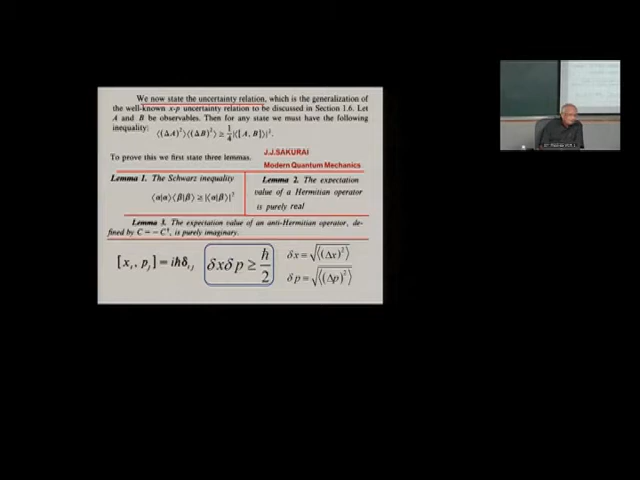 We now state the uncertainty relation, which is the generalization of
the well-known x-p uncertainty relation to be discussed in Section 1.6. Let
A and B be observables. Then for any state we must have the following
inequality:
⟨(ΔA)²⟩⟨(ΔB)²⟩ ≥ 1/4 |⟨[A, B]⟩|².
To prove this we first state three lemmas.
J.J.SAKURAI
Modern Quantum Mechanics
Lemma 1. The Schwarz inequality
⟨α|α⟩⟨β|β⟩ ≥ |⟨α|β⟩|²
Lemma 2. The expectation
value of a Hermitian operator
is purely real
Lemma 3. The expectation value of an anti-Hermitian operator, de-
fined by C = −C†, is purely imaginary.
[xᵢ, pⱼ] = iħδᵢⱼ
δxδp ≥ ħ/2
δx = √⟨(Δx)²⟩
δp = √⟨(Δp)²⟩